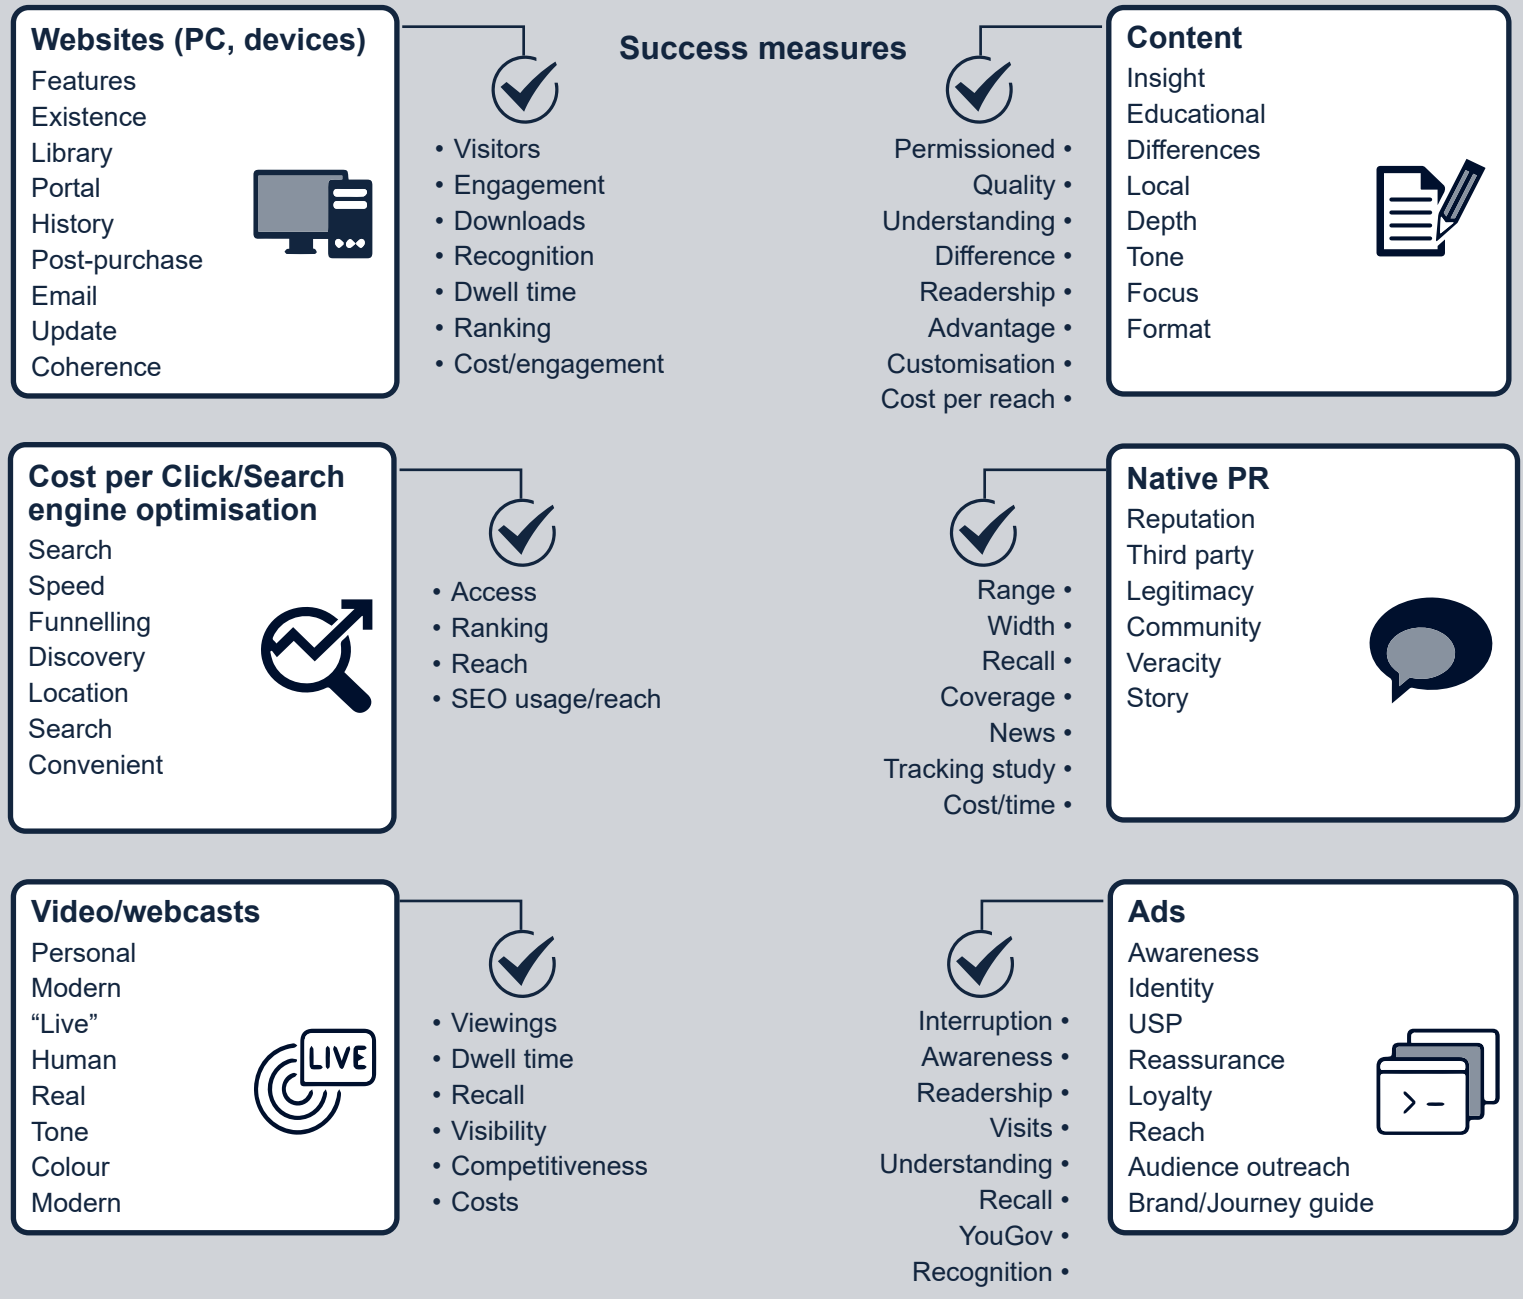 Websites (PC, devices)
Features
Existence
Library
Portal
History
Post-purchase
Email
Update
Coherence
• Visitors
• Engagement
• Downloads
• Recognition
• Dwell time
• Ranking
• Cost/engagement
Success measures
Permissioned •
Quality •
Understanding •
Difference •
Readership •
Advantage •
Customisation •
Cost per reach •
Content
Insight
Educational
Differences
Local
Depth
Tone
Focus
Format
Cost per Click/Search
engine optimisation
Search
Speed
Funnelling
Discovery
Location
Search
Convenient
• Access
• Ranking
• Reach
• SEO usage/reach
Range •
Width •
Recall •
Coverage •
News •
Tracking study •
Cost/time •
Native PR
Reputation
Third party
Legitimacy
Community
Veracity
Story
Video/webcasts
Personal
Modern
“Live”
Human
Real
Tone
Colour
Modern
LIVE
• Viewings
• Dwell time
• Recall
• Visibility
• Competitiveness
• Costs
Interruption •
Awareness •
Readership •
Visits •
Understanding •
Recall •
YouGov •
Recognition •
Ads
Awareness
Identity
USP
Reassurance
Loyalty
Reach
Audience outreach
Brand/Journey guide